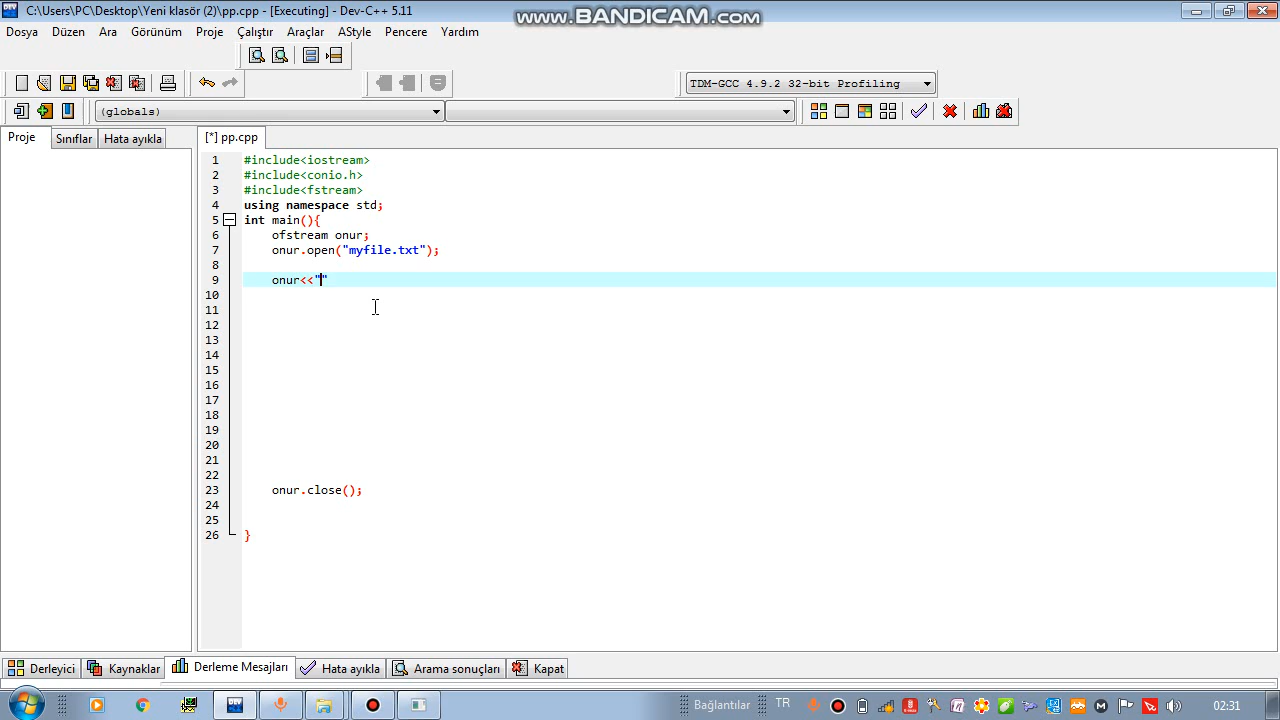 C:\Users\PC\Desktop\Yeni klasör (2)\pp.cpp - [Executing] - Dev-C++ 5.11
www.BANDICAM.com
Dosya Düzen Ara Görünüm Proje Çalıştır Araçlar AStyle Pencere Yardım
TDM-GCC 4.9.2 32-bit Profiling
(globals)
Proje Sınıflar Hata ayıkla
[*] pp.cpp
1 #include<iostream>
2 #include<conio.h>
3 #include<fstream>
4 using namespace std;
5 int main(){
6 ofstream onur;
7 onur.open("myfile.txt");
8
9 onur<<""
10
11
12
13
14
15
16
17
18
19
20
21
22
23 onur.close();
24
25
26 }
Derleyici Kaynaklar Derleme Mesajları Hata ayıkla Arama sonuçları Kapat
Bağlantılar TR 02:31